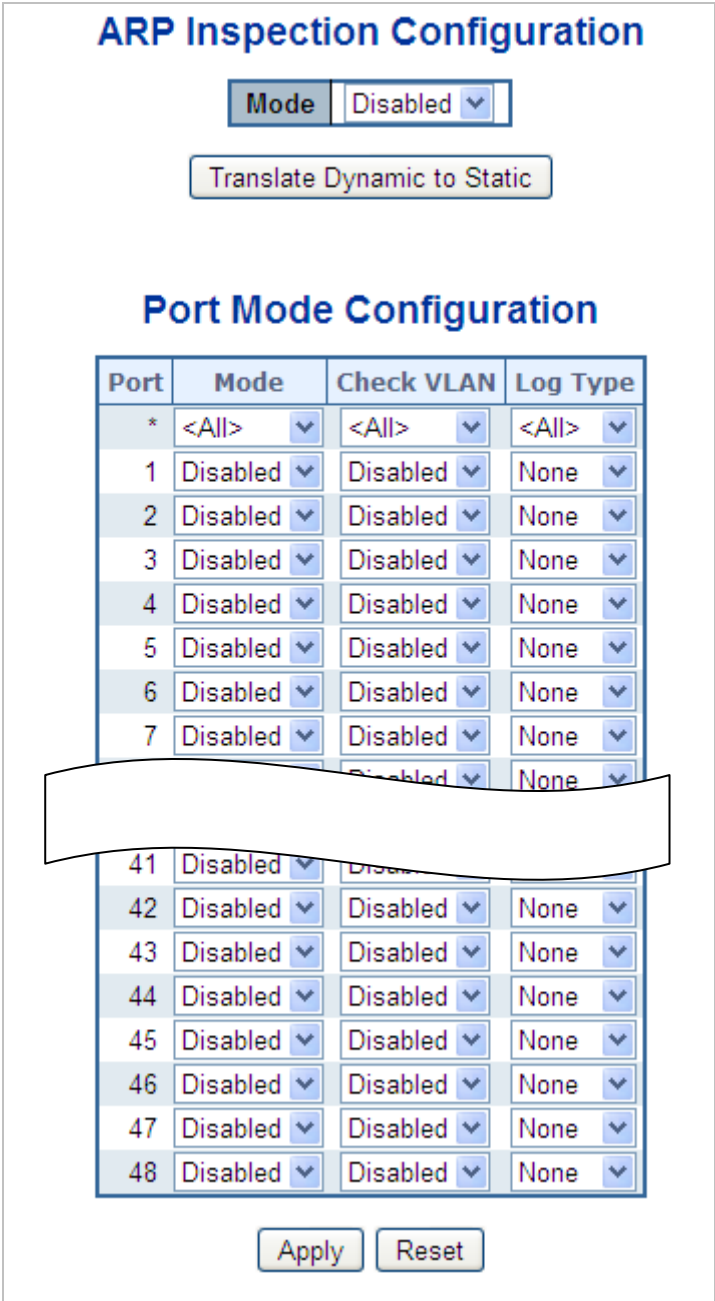 ARP Inspection Configuration
Mode Disabled
Translate Dynamic to Static
Port Mode Configuration
Port Mode Check VLAN Log Type
* <All> <All> <All>
1 Disabled Disabled None
2 Disabled Disabled None
3 Disabled Disabled None
4 Disabled Disabled None
5 Disabled Disabled None
6 Disabled Disabled None
7 Disabled Disabled None
Disabled None
41 Disabled Disabled
42 Disabled Disabled None
43 Disabled Disabled None
44 Disabled Disabled None
45 Disabled Disabled None
46 Disabled Disabled None
47 Disabled Disabled None
48 Disabled Disabled None
Apply Reset